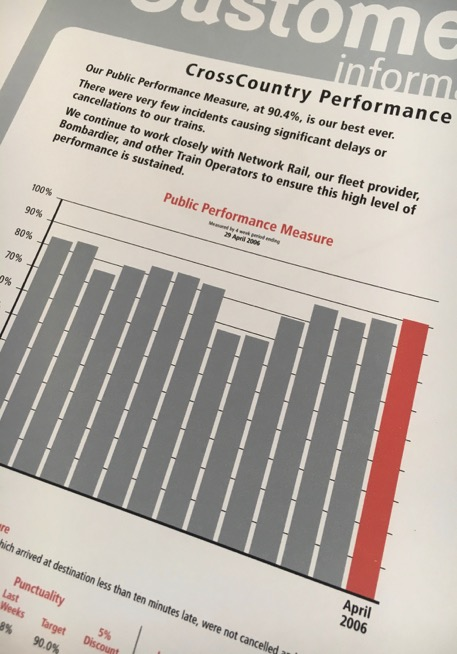 Custome
inform
CrossCountry Performance
Our Public Performance Measure, at 90.4%, is our best ever.
There were very few incidents causing significant delays or
cancellations to our trains.
We continue to work closely with Network Rail, our fleet provider,
Bombardier, and other Train Operators to ensure this high level of
performance is sustained.
Public Performance Measure
Measured by 4 week period ending
29 April 2006
100%
90%
80%
70%
0%
April
2006
re
hich arrived at destination less than ten minutes late, were not cancelled
Punctuality
Last
Weeks
Target
5%
Discount
8%
90.0%